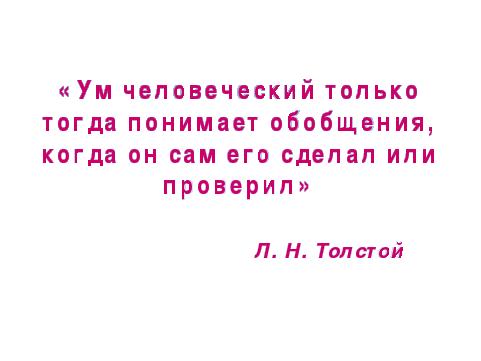 «Ум человеческий только
тогда понимает обобщения,
когда он сам его сделал или
проверил»
Л. Н. Толстой